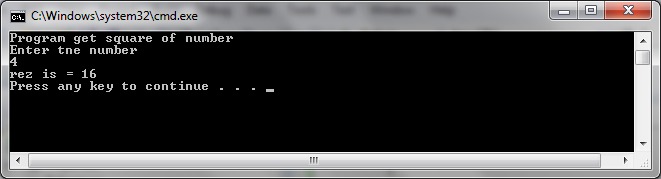 C:\Windows\system32\cmd.exe
Program get square of number
Enter tne number
4
rez is = 16
Press any key to continue . . .